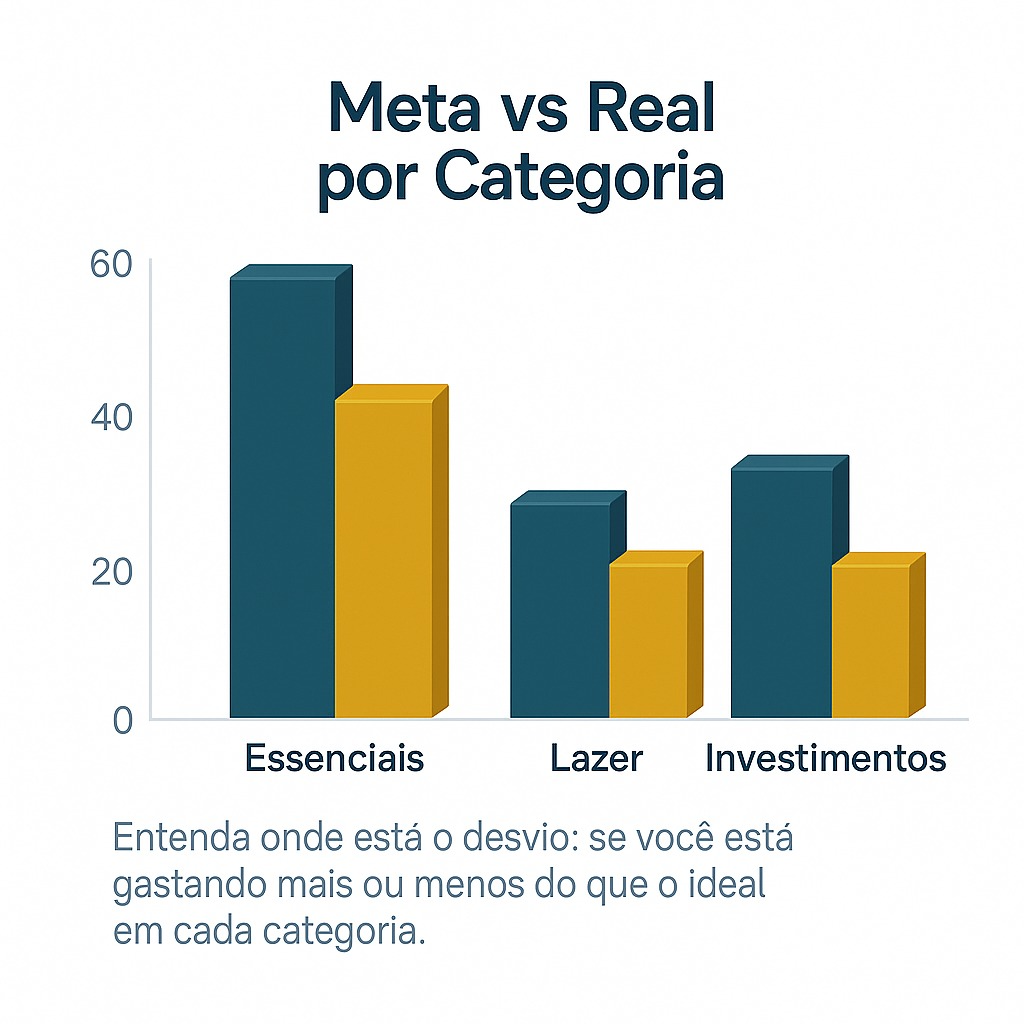 Meta vs Real
por Categoria
60
40
20
0
Essenciais Lazer Investimentos
Entenda onde está o desvio: se você está
gastando mais ou menos do que o ideal
em cada categoria.